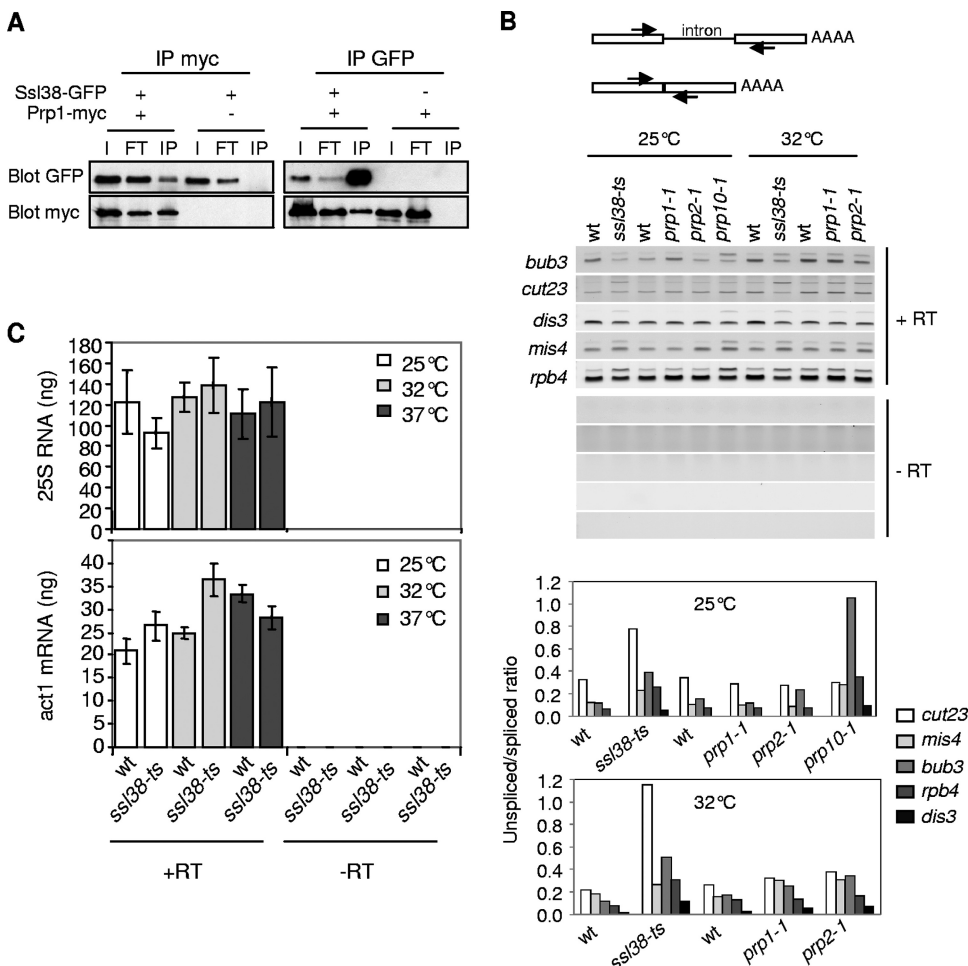 A
IP myc
IP GFP
Ssl38-GFP + + + -
Prp1-myc + - + +
I FT IP I FT IP I FT IP I FT IP
Blot GFP
Blot myc
B
intron
AAAA
AAAA
25°C
32°C
wt ssl38-ts wt prp1-1 prp2-1 prp10-1 wt ssl38-ts wt prp1-1 prp2-1
bub3
cut23
dis3
mis4
rpb4
+ RT
- RT
C
25S RNA (ng)
180
160
140
120
100
80
60
40
20
0
25°C
32°C
37°C
act1 mRNA (ng)
40
35
30
25
25
15
10
5
0
25°C
32°C
37°C
wt ssl38-ts wt ssl38-ts wt ssl38-ts wt ssl38-ts wt ssl38-ts wt ssl38-ts
+RT
-RT
Unspliced/spliced ratio
1.2
1.0
0.8
0.6
0.4
0.2
0.0
25°C
wt ssl38-ts wt prp1-1 prp2-1 prp10-1
1.2
1.0
0.8
0.6
0.4
0.2
0.0
32°C
wt ssl38-ts wt prp1-1 prp2-1
cut23
mis4
bub3
rpb4
dis3